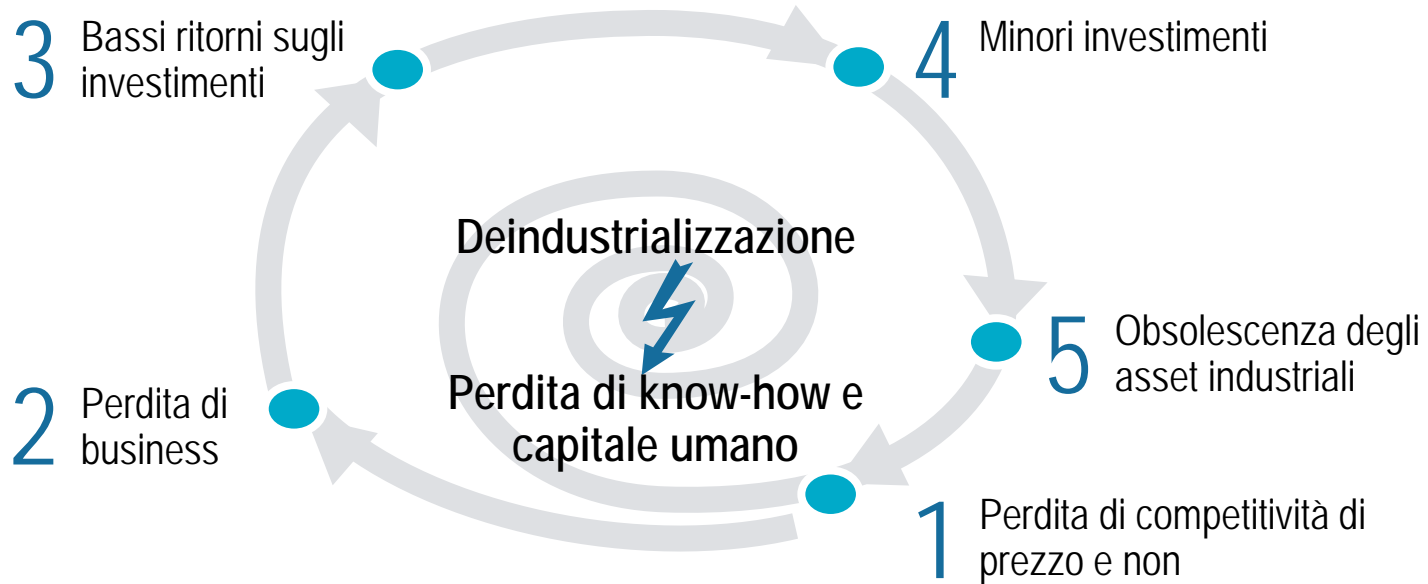 3 Bassi ritorni sugli
investimenti
4 Minori investimenti
Deindustrializzazione
5 Obsolescenza degli
asset industriali
Perdita di know-how e
capitale umano
2 Perdita di
business
1 Perdita di competitività di
prezzo e non